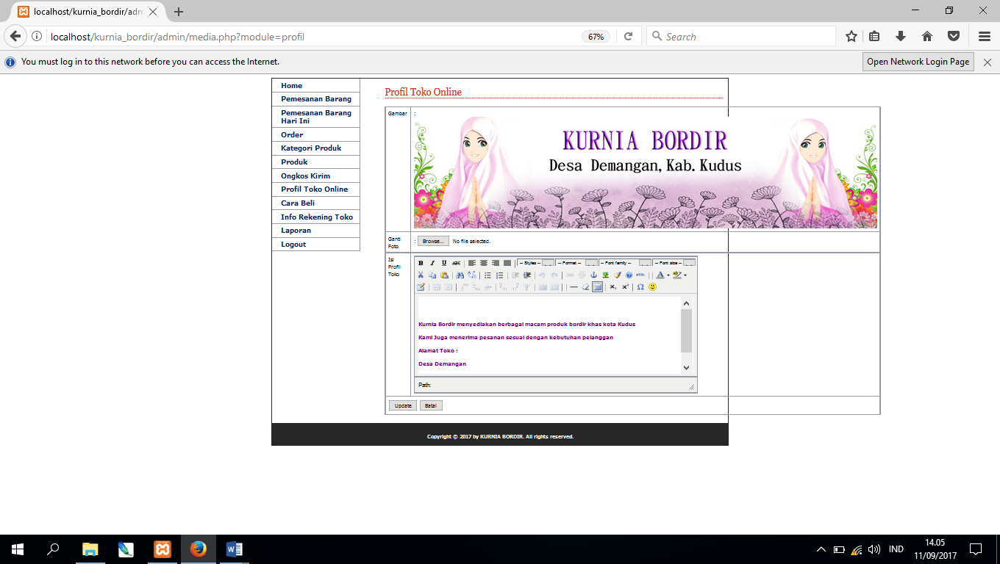 localhost/kurnia_bordir/adm
localhost/kurnia_bordir/admin/media.php?module=profil
67%
Search
You must log in to this network before you can access the Internet.
Open Network Login Page
Home
Pemesanan Barang
Pemesanan Barang
Hari Ini
Order
Kategori Produk
Produk
Ongkos Kirim
Profil Toko Online
Cara Beli
Info Rekening Toko
Laporan
Logout
Profil Toko Online
Gambar :
KURNIA BORDIR
Desa Demangan,Kab.Kudus
Ganti
Foto
: Browse... No file selected.
Isi
Profil
Toko
B I U ABC -- Styles -- -- Format -- -- Font family -- -- Font size --
HTML
Kurnia Bordir menyediakan berbagai macam produk bordir khas kota Kudus
Kami Juga menerima pesanan sesuai dengan kebutuhan pelanggan
Alamat Toko :
Desa Demangan
Path:
Update Batal
Copyright © 2017 by KURNIA BORDIR. All rights reserved.
IND
14.05
11/09/2017